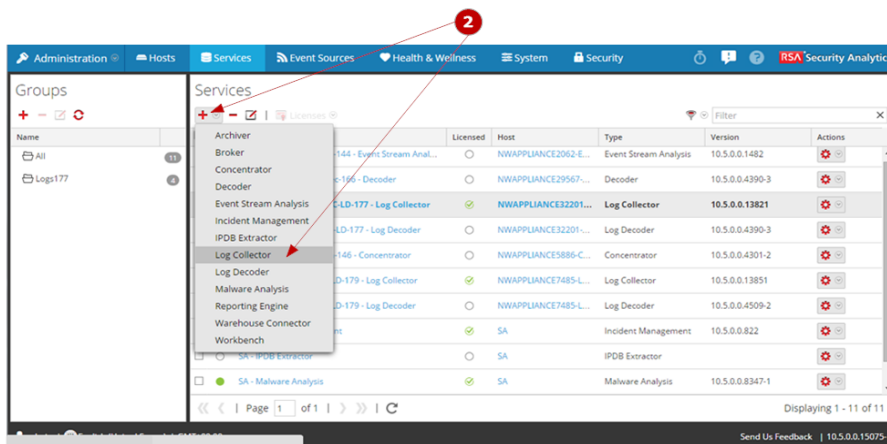 2
Administration Hosts Services Event Sources Health & Wellness System Security RSA Security Analytic
Groups
Services
Licenses
Filter
Name
Licensed Host Type Version Actions
All 11
Logs177 4
Archiver
Broker
Concentrator
Decoder
Event Stream Analysis
Incident Management
IPDB Extractor
Log Collector
Log Decoder
Malware Analysis
Reporting Engine
Warehouse Connector
Workbench
-144 - Event Stream Anal... NWAPPLIANCE2062-E... Event Stream Analysis 10.5.0.0.1482
-166 - Decoder NWAPPLIANCE29567-... Decoder 10.5.0.0.4390-3
-LD-177 - Log Collector NWAPPLIANCE32201... Log Collector 10.5.0.0.13821
-LD-177 - Log Decoder NWAPPLIANCE32201-... Log Decoder 10.5.0.0.4390-3
-146 - Concentrator NWAPPLIANCE5886-C... Concentrator 10.5.0.0.4301-2
D-179 - Log Collector NWAPPLIANCE7485-L... Log Collector 10.5.0.0.13851
D-179 - Log Decoder NWAPPLIANCE7485-L... Log Decoder 10.5.0.0.4509-2
nt SA Incident Management 10.5.0.0.822
SA - IPDB Extractor SA IPDB Extractor
SA - Malware Analysis SA Malware Analysis 10.5.0.0.8347-1
Page 1 of 1
Displaying 1 - 11 of 11
Send Us Feedback | 10.5.0.0.15075-